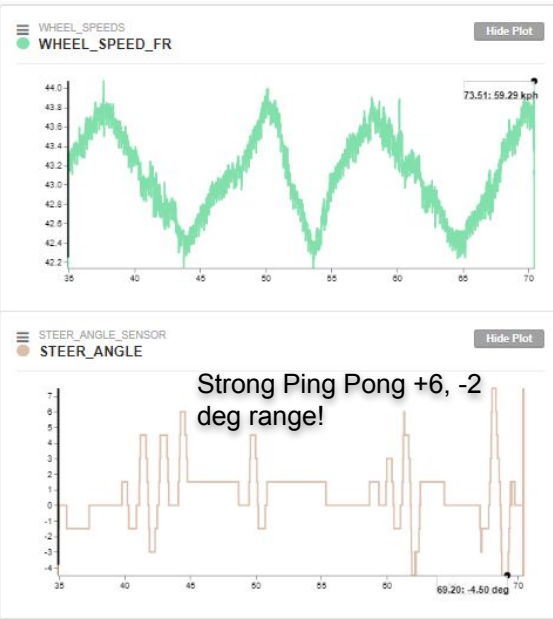 WHEEL_SPEEDS
WHEEL_SPEED_FR
Hide Plot
44.0
43.8
43.6
43.4
43.2
43.0
42.8
42.6
42.4
42.2
73.51: 59.29 kph
35 40 45 50 55 60 65 70
STEER_ANGLE_SENSOR
STEER_ANGLE
Hide Plot
Strong Ping Pong +6, -2
deg range!
7
6
5
4
3
2
1
0
-1
-2
-3
-4
35 40 45 50 55 60 70
69.20: -4.50 deg